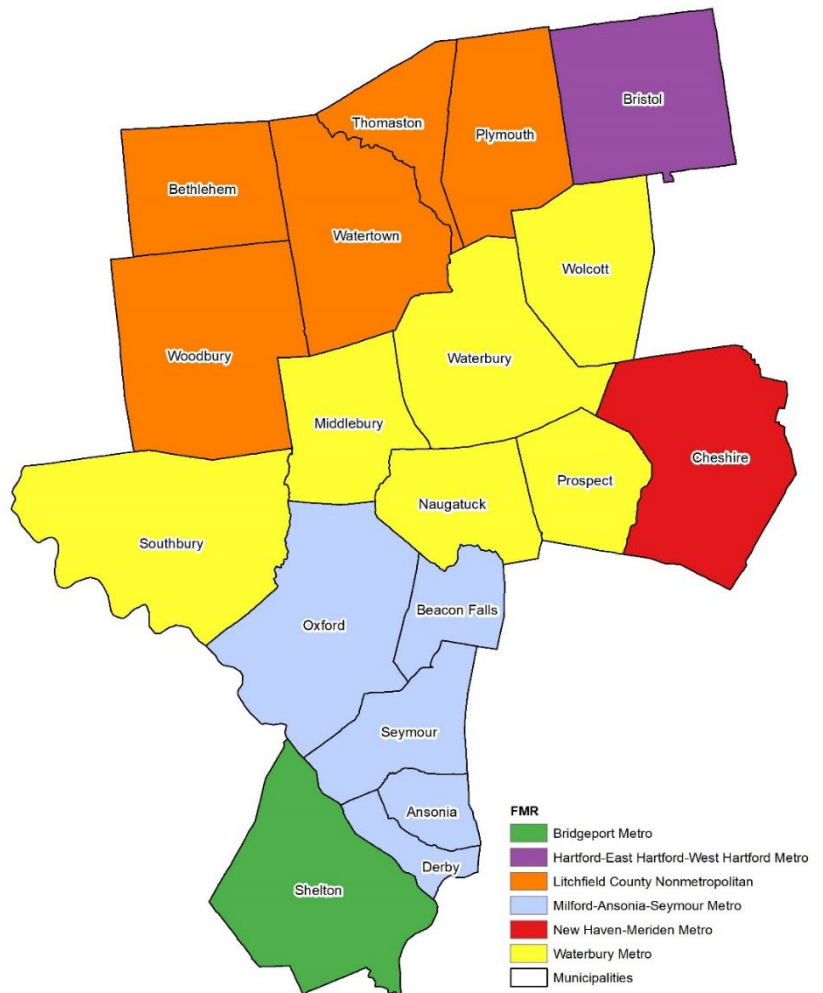 Bristol
Thomaston
Plymouth
Bethlehem
Watertown
Wolcott
Woodbury
Waterbury
Middlebury
Cheshire
Prospect
Naugatuck
Southbury
Beacon Falls
Oxford
Seymour
Ansonia
Derby
Shelton
FMR
Bridgeport Metro
Hartford-East Hartford-West Hartford Metro
Litchfield County Nonmetropolitan
Milford-Ansonia-Seymour Metro
New Haven-Meriden Metro
Waterbury Metro
Municipalities